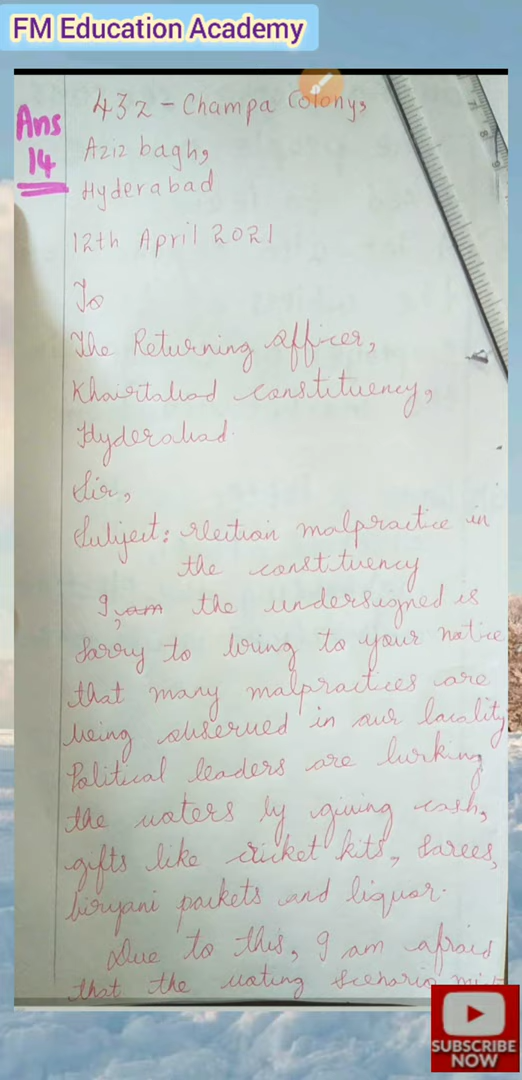 FM Education Academy
Ans
14
43z - Champa Colony,
Aziz bagh,
Hyderabad
12th April 2021
To
The Returning officer,
Khairtabad constituency,
Hyderabad.
Sir,
Subject: election malpractice in
the constituency
I, am the undersigned is
sorry to bring to your notice
that many malpractices are
being observed in our locality
Political leaders are
the voters by giving cash,
gifts like cricket kits, sarees,
biryani packets and liquor.
Due to this, I am afraid
that the voting
SUBSCRIBE
NOW